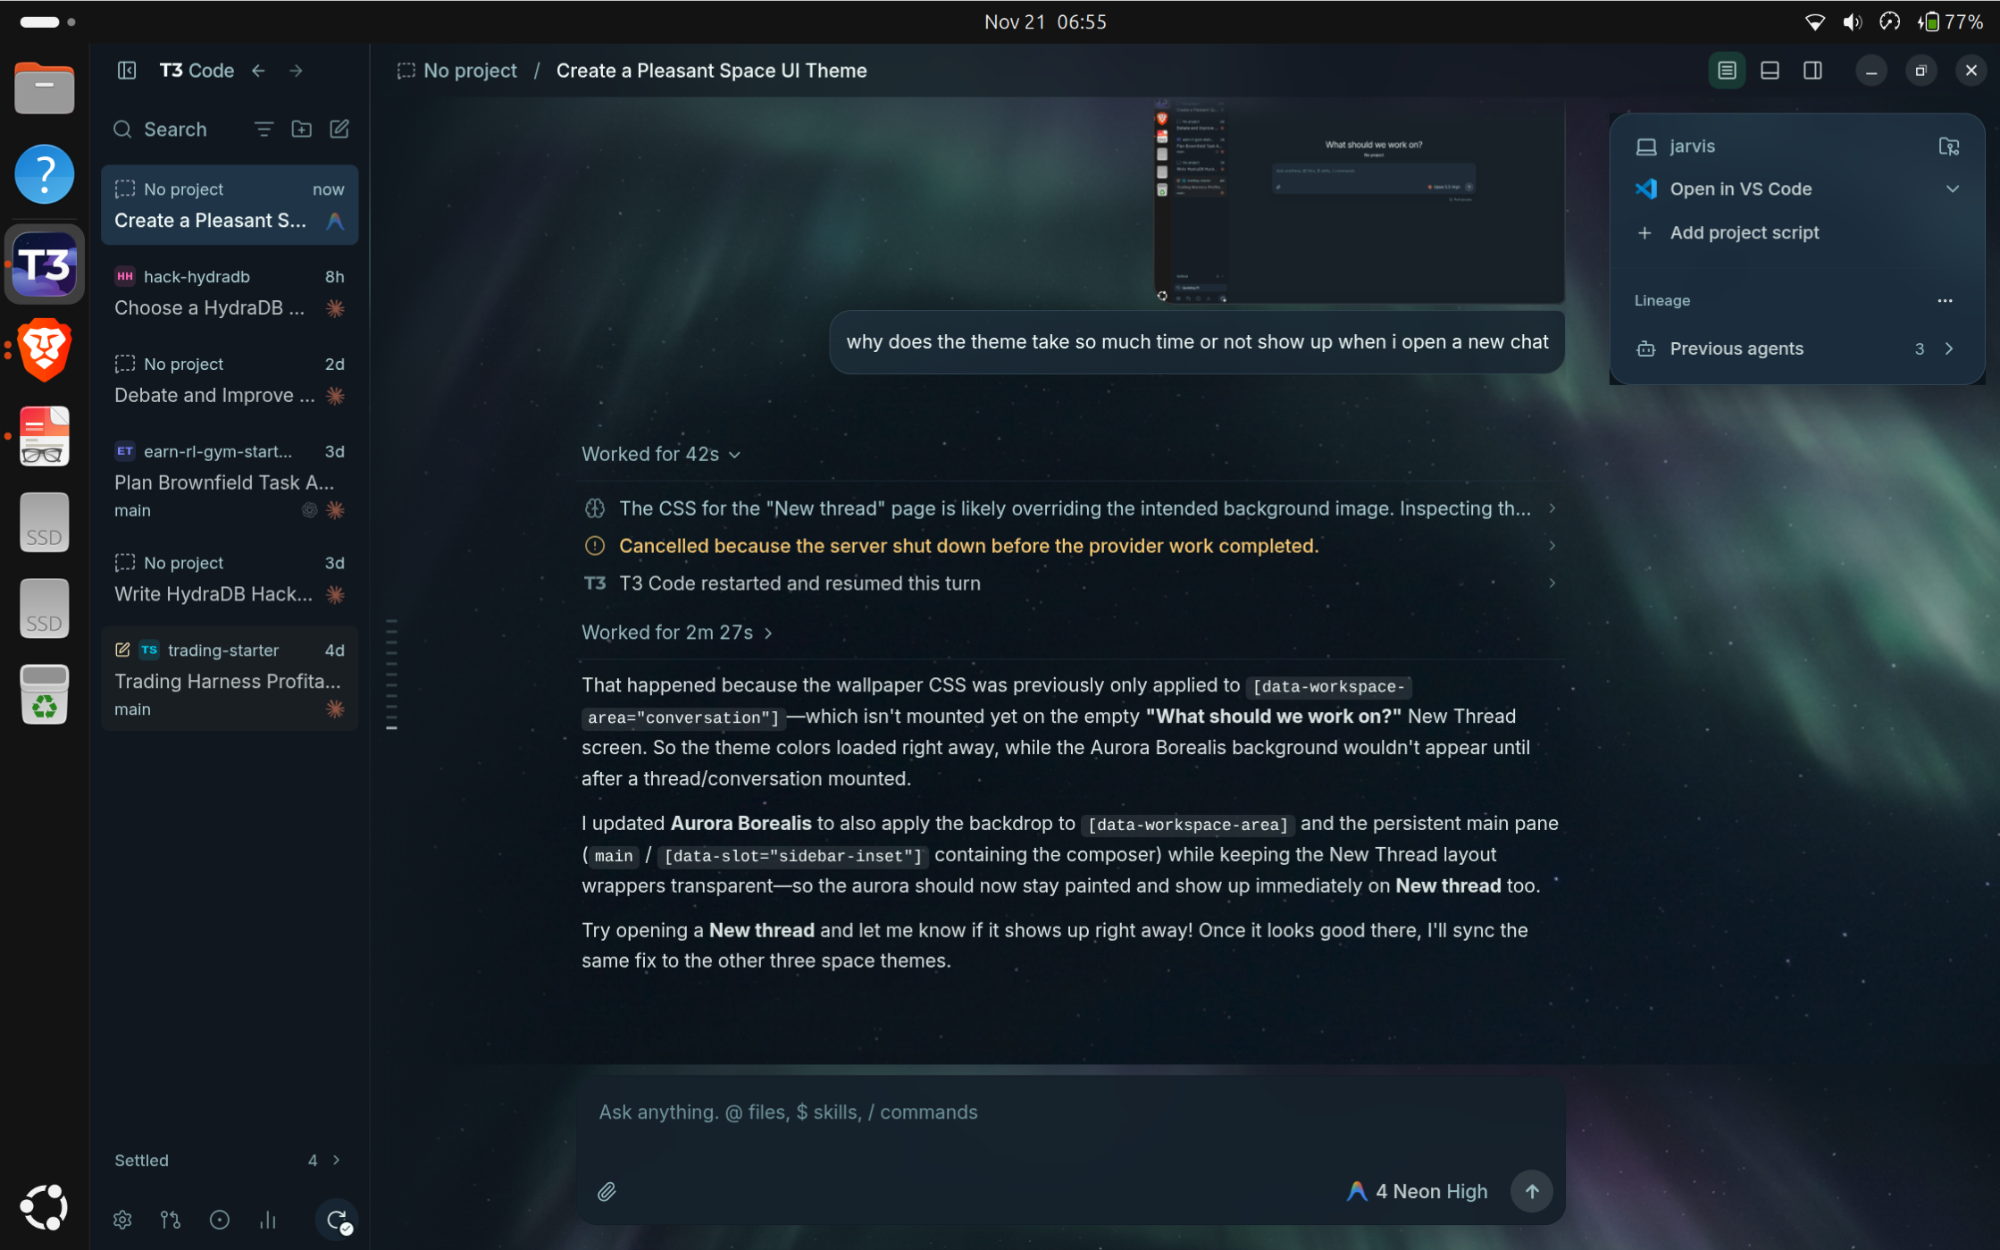 Nov 21 06:55
77%
T3 Code
No project / Create a Pleasant Space UI Theme
Search
No project now
Create a Pleasant S...
HH hack-hydradb 8h
Choose a HydraDB ...
No project 2d
Debate and Improve ...
ET earn-rl-gym-start... 3d
Plan Brownfield Task A...
main
No project 3d
Write HydraDB Hack...
TS trading-starter 4d
Trading Harness Profita...
main
Settled 4
T3
SSD
SSD
What should we work on?
No project
why does the theme take so much time or not show up when i open a new chat
Worked for 42s
The CSS for the "New thread" page is likely overriding the intended background image. Inspecting th...
Cancelled because the server shut down before the provider work completed.
T3 T3 Code restarted and resumed this turn
Worked for 2m 27s
That happened because the wallpaper CSS was previously only applied to [data-workspace-
area="conversation"]—which isn't mounted yet on the empty "What should we work on?" New Thread
screen. So the theme colors loaded right away, while the Aurora Borealis background wouldn't appear until
after a thread/conversation mounted.
I updated Aurora Borealis to also apply the backdrop to [data-workspace-area] and the persistent main pane
(main / [data-slot="sidebar-inset"] containing the composer) while keeping the New Thread layout
wrappers transparent—so the aurora should now stay painted and show up immediately on New thread too.
Try opening a New thread and let me know if it shows up right away! Once it looks good there, I'll sync the
same fix to the other three space themes.
Ask anything. @ files, $ skills, / commands
4 Neon High
jarvis
Open in VS Code
Add project script
Lineage
Previous agents 3